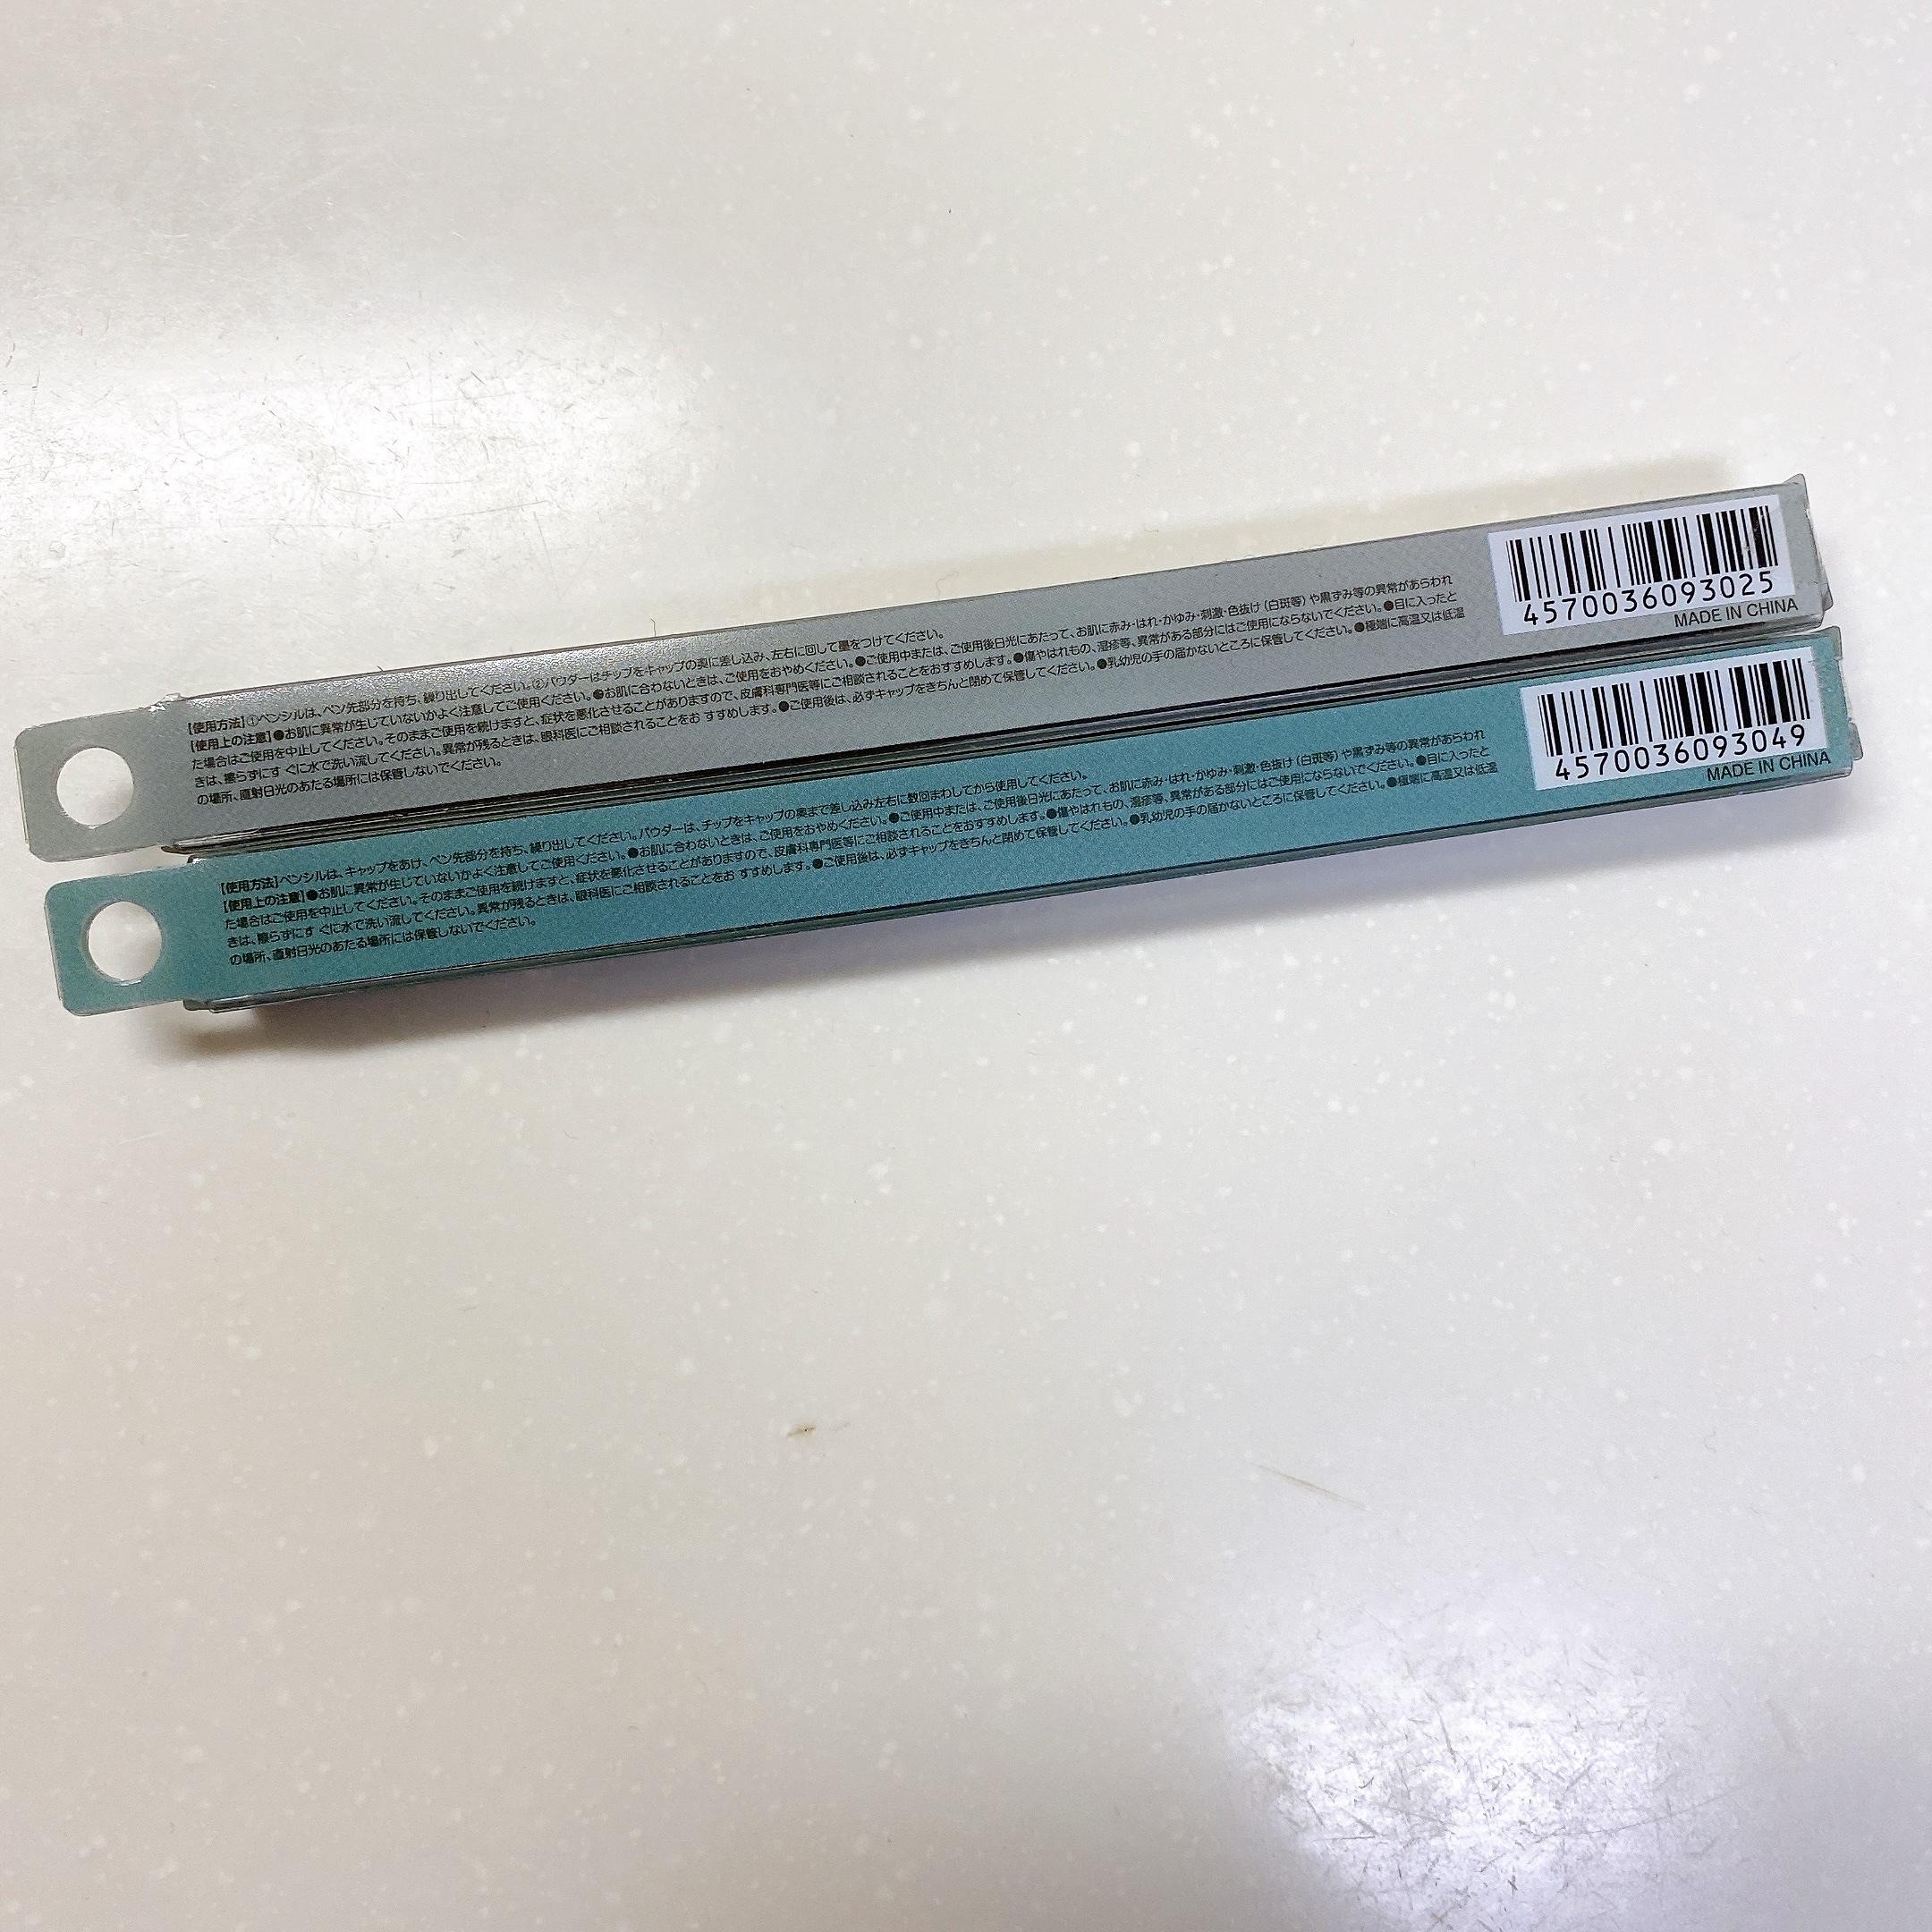 【使用方法】①ペンシルは、ペン先部分を持ち、繰り出してください。②パウダーはチップをキャップの奥に差し込み、左右に回して墨をつけてください。
【使用上の注意】●お肌に異常が生じていないかよく注意してご使用ください。●お肌に合わないときは、ご使用をおやめください。●ご使用中または、ご使用後日光にあたって、お肌に赤み・はれ・かゆみ・刺激・色抜け(白斑等)や黒ずみ等の異常があらわれ
た場合はご使用を中止してください。そのままご使用を続けますと、症状を悪化させることがありますので、皮膚科専門医等にご相談されることをおすすめします。●傷やはれもの、湿疹等、異常がある部分にはご使用にならないでください。●目に入ったと
きは、擦らずにす ぐに水で洗い流してください。異常が残るときは、眼科医にご相談されることをお すすめします。●ご使用後は、必ずキャップをきちんと閉めて保管してください。●乳幼児の手の届かないところに保管してください。●極端に高温又は低温
の場所、直射日光のあたる場所には保管しないでください。
4570036093025
MADE IN CHINA
【使用方法】ペンシルは、キャップをあけ、ペン先部分を持ち、繰り出してください。パウダーは、チップをキャップの奥まで差し込み左右に数回まわしてから使用してください。
【使用上の注意】●お肌に異常が生じていないかよく注意してご使用ください。●お肌に合わないときは、ご使用をおやめください。●ご使用中または、ご使用後日光にあたって、お肌に赤み・はれ・かゆみ・刺激・色抜け(白斑等)や黒ずみ等の異常があらわれ
た場合はご使用を中止してください。そのままご使用を続けますと、症状を悪化させることがありますので、皮膚科専門医等にご相談されることをおすすめします。●傷やはれもの、湿疹等、異常がある部分にはご使用にならないでください。●目に入ったと
きは、擦らずにす ぐに水で洗い流してください。異常が残るときは、眼科医にご相談されることをお すすめします。●ご使用後は、必ずキャップをきちんと閉めて保管してください。●乳幼児の手の届かないところに保管してください。●極端に高温又は低温
の場所、直射日光のあたる場所には保管しないでください。
4570036093049
MADE IN CHINA